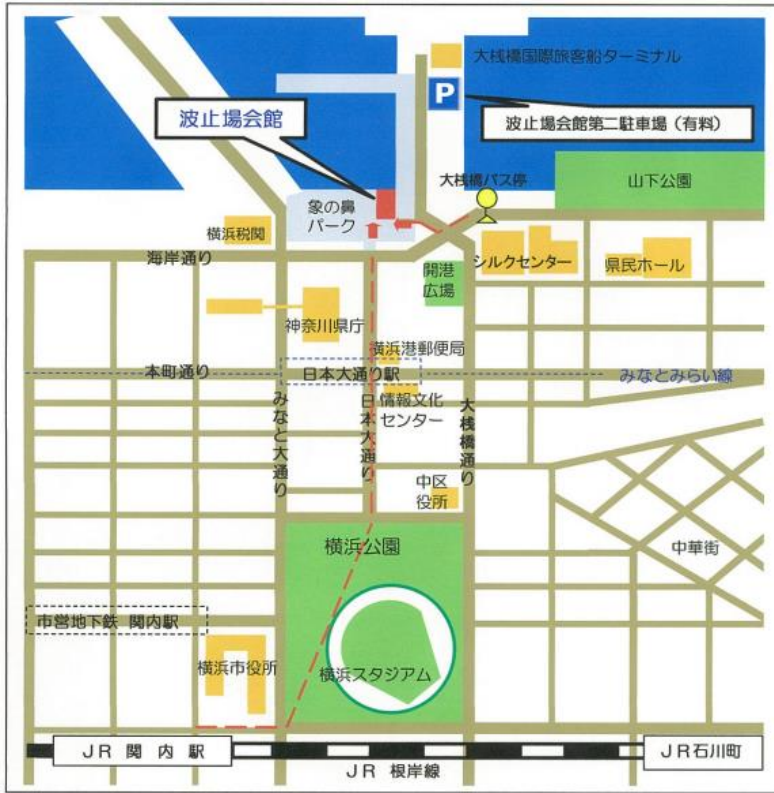 大桟橋国際旅客船ターミナル
P
波止場会館
波止場会館第二駐車場（有料）
大桟橋バス停
山下公園
象の鼻
パーク
横浜税関
海岸通り
シルクセンター
県民ホール
開港
広場
神奈川県庁
横浜港郵便局
本町通り
日本大通り駅
みなとみらい線
情報文化
センター
みなと大通り
日本大通り
大桟橋通り
中区
役所
横浜公園
中華街
市営地下鉄 関内駅
横浜市役所
横浜スタジアム
JR 関内駅
JR石川町
JR 根岸線